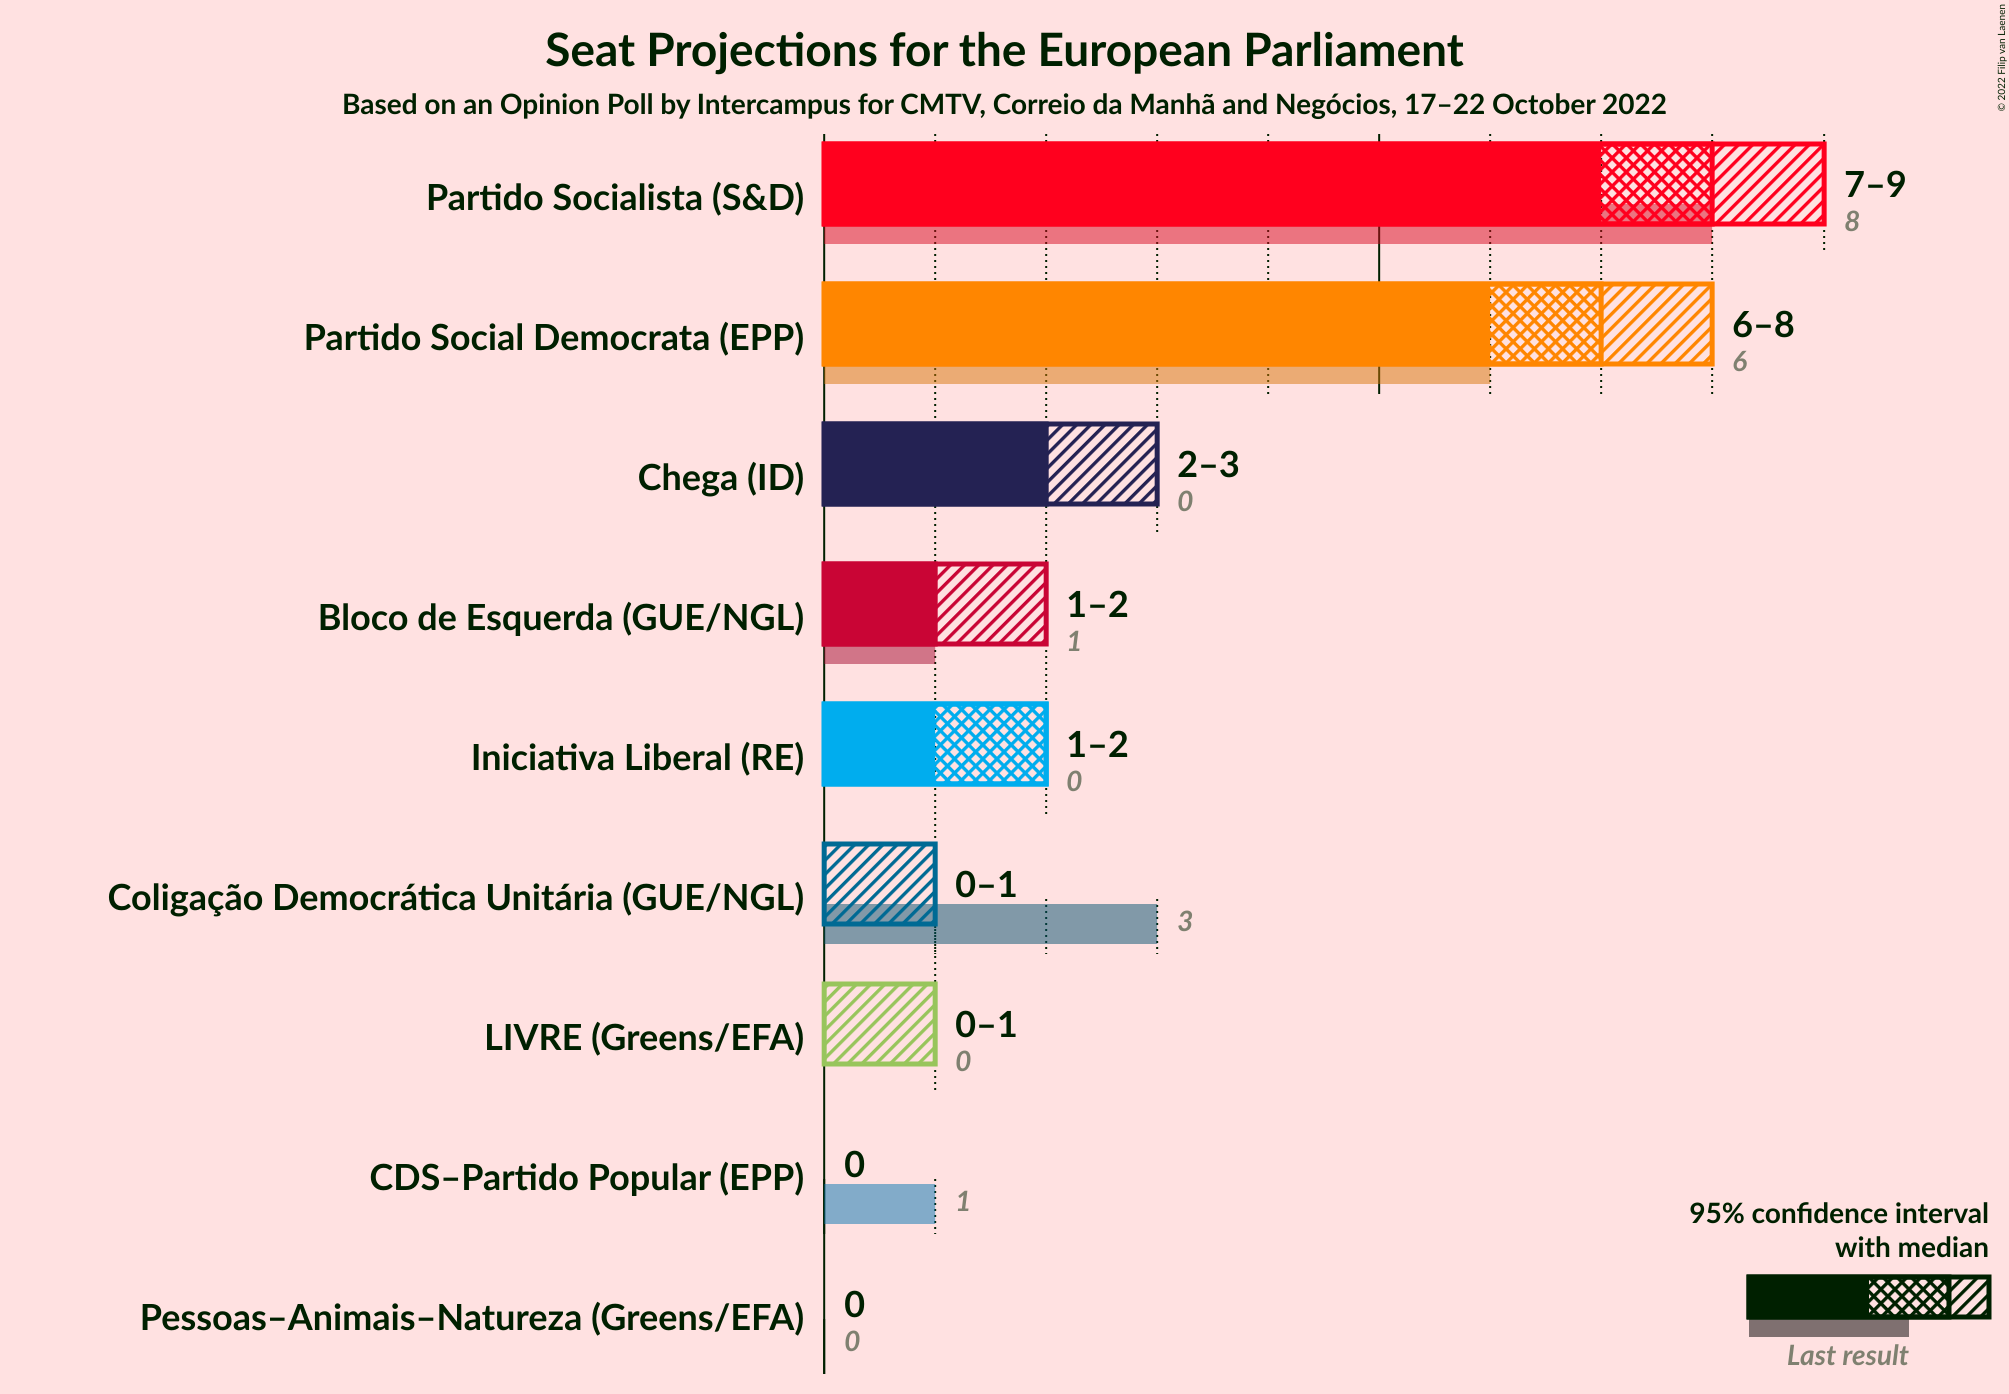 Seat Projections for the European Parliament
Based on an Opinion Poll by Intercampus for CMTV, Correio da Manhã and Negócios, 17–22 October 2022
© 2022 Filip van Laenen
Partido Socialista (S&D)
7–9
8
Partido Social Democrata (EPP)
6–8
6
Chega (ID)
2–3
0
Bloco de Esquerda (GUE/NGL)
1–2
1
Iniciativa Liberal (RE)
1–2
0
Coligação Democrática Unitária (GUE/NGL)
0–1
3
LIVRE (Greens/EFA)
0–1
0
CDS–Partido Popular (EPP)
0
1
Pessoas–Animais–Natureza (Greens/EFA)
0
0
95% confidence interval
with median
Last result